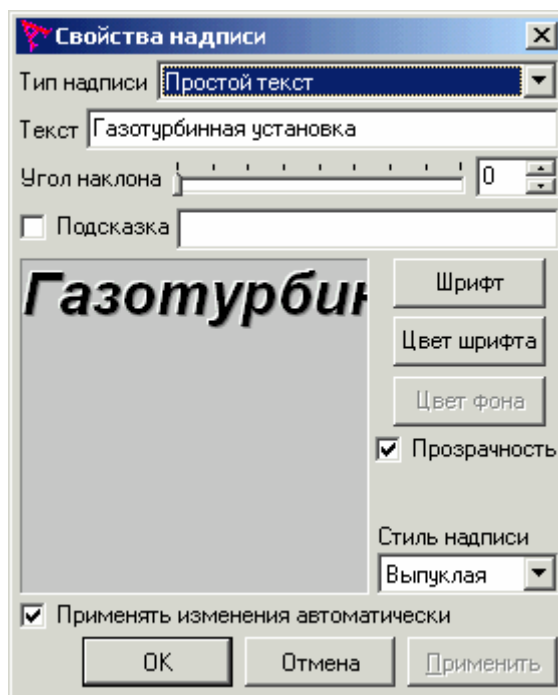 Свойства надписи
Тип надписи Простой текст
Текст Газотурбинная установка
Угол наклона 0
Подсказка
Газотурбин
Шрифт
Цвет шрифта
Цвет фона
Прозрачность
Стиль надписи
Выпуклая
Применять изменения автоматически
OK Отмена Применить